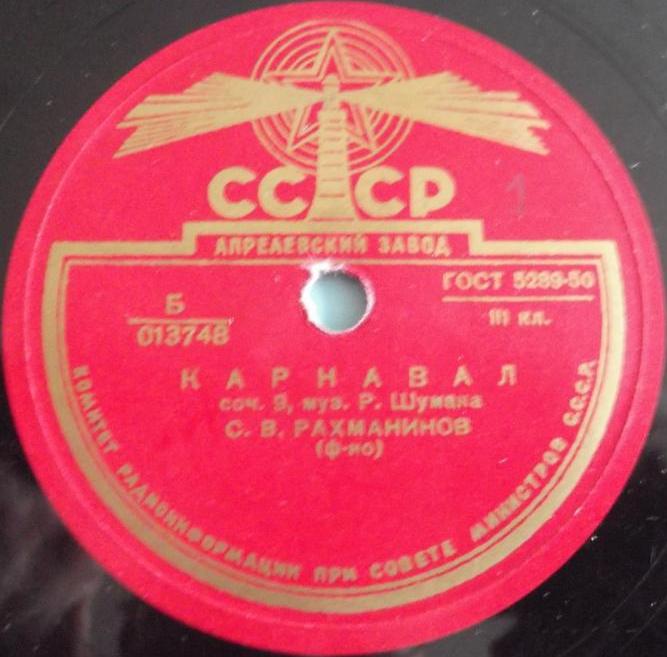 СССР
1
АПРЕЛЕВСКИЙ ЗАВОД
Б
013748
ГОСТ 5289-50
III кл.
КАРНАВАЛ
соч. 9, муз. Р. Шумана
С. В. РАХМАНИНОВ
(ф-но)
КОМИТЕТ РАДИОИНФОРМАЦИИ ПРИ СОВЕТЕ МИНИСТРОВ С.С.С.Р.